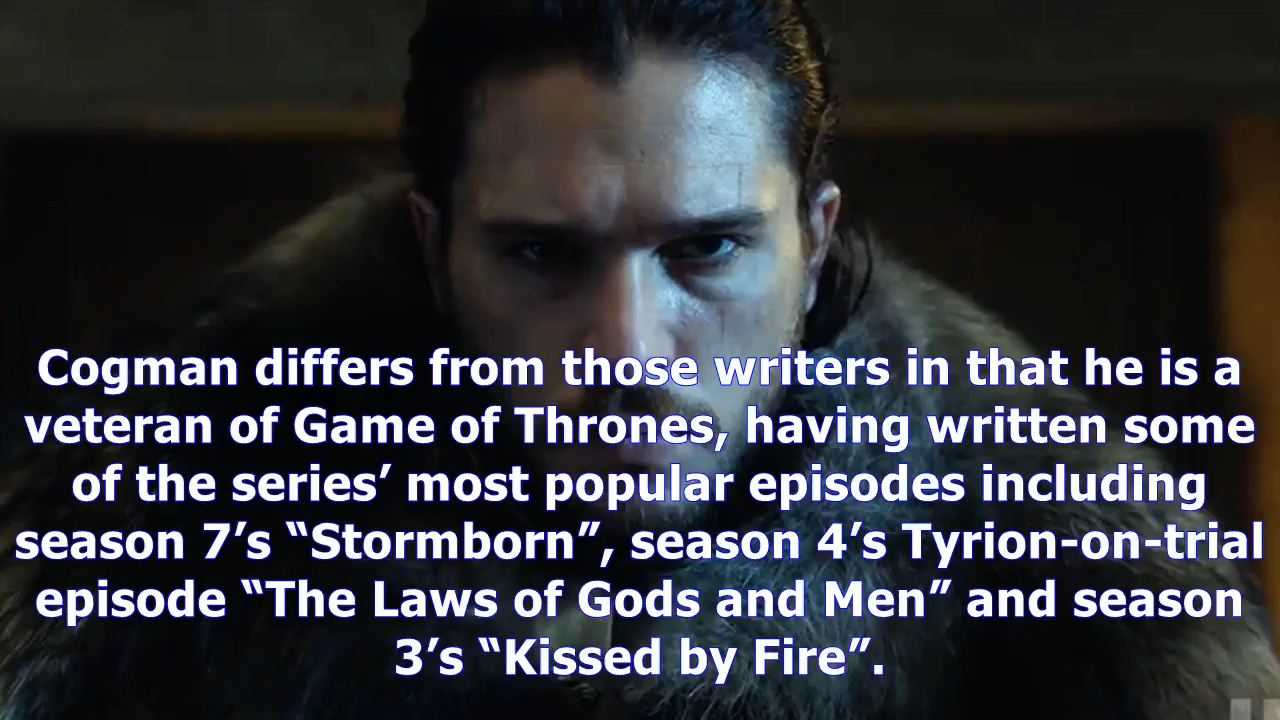 Cogman differs from those writers in that he is a
veteran of Game of Thrones, having written some
of the series’ most popular episodes including
season 7’s “Stormborn”, season 4’s Tyrion-on-trial
episode “The Laws of Gods and Men” and season
3’s “Kissed by Fire”.